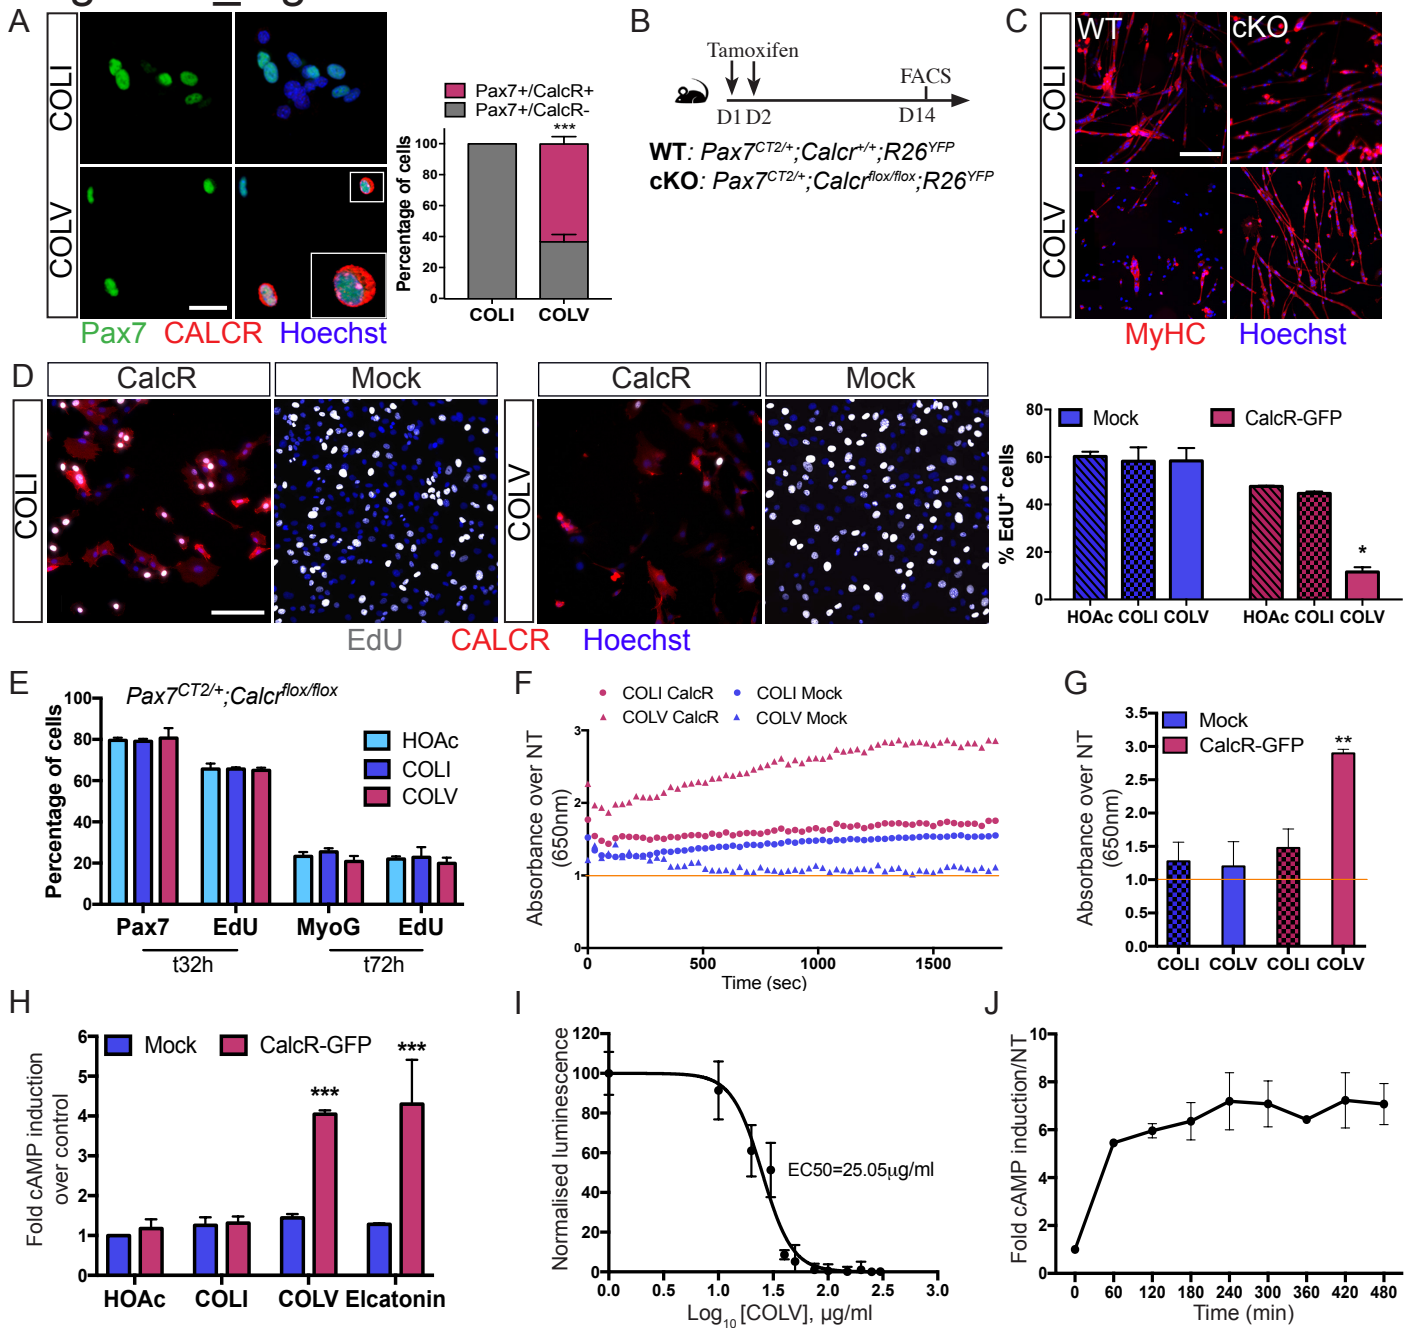 A
COLI
COLV
Pax7 CALCR Hoechst
Pax7+/CalcR+
Pax7+/CalcR-
***
Percentage of cells
100
80
60
40
20
0
COLI COLV
B
Tamoxifen
FACS
D1 D2 D14
WT: Pax7CT2/+;Calcr+/+;R26YFP
cKO: Pax7CT2/+;Calcrflox/flox;R26YFP
C
WT cKO
COLI
COLV
MyHC Hoechst
D
CalcR Mock CalcR Mock
COLI COLV
EdU CALCR Hoechst
Mock CalcR-GFP
% EdU+ cells
80
60
40
20
0
*
HOAc COLI COLV HOAc COLI COLV
E
Pax7CT2/+;Calcrflox/flox
Percentage of cells
100
80
60
40
20
0
HOAc
COLI
COLV
Pax7 EdU MyoG EdU
t32h t72h
F
COLI CalcR COLI Mock
COLV CalcR COLV Mock
Absorbance over NT
(650nm)
3
2
1
0
0 500 1000 1500
Time (sec)
G
Mock
CalcR-GFP
**
Absorbance over NT
(650nm)
3.5
3.0
2.5
2.0
1.5
1.0
0.5
0.0
COLI COLV COLI COLV
H
Mock CalcR-GFP
*** ***
Fold cAMP induction
over control
6
5
4
3
2
1
0
HOAc COLI COLV Elcatonin
I
Normalised luminescence
120
100
80
60
40
20
0
EC50=25.05µg/ml
0.0 0.5 1.0 1.5 2.0 2.5 3.0
Log10 [COLV], µg/ml
J
Fold cAMP induction/NT
10
8
6
4
2
0
0 60 120 180 240 300 360 420 480
Time (min)